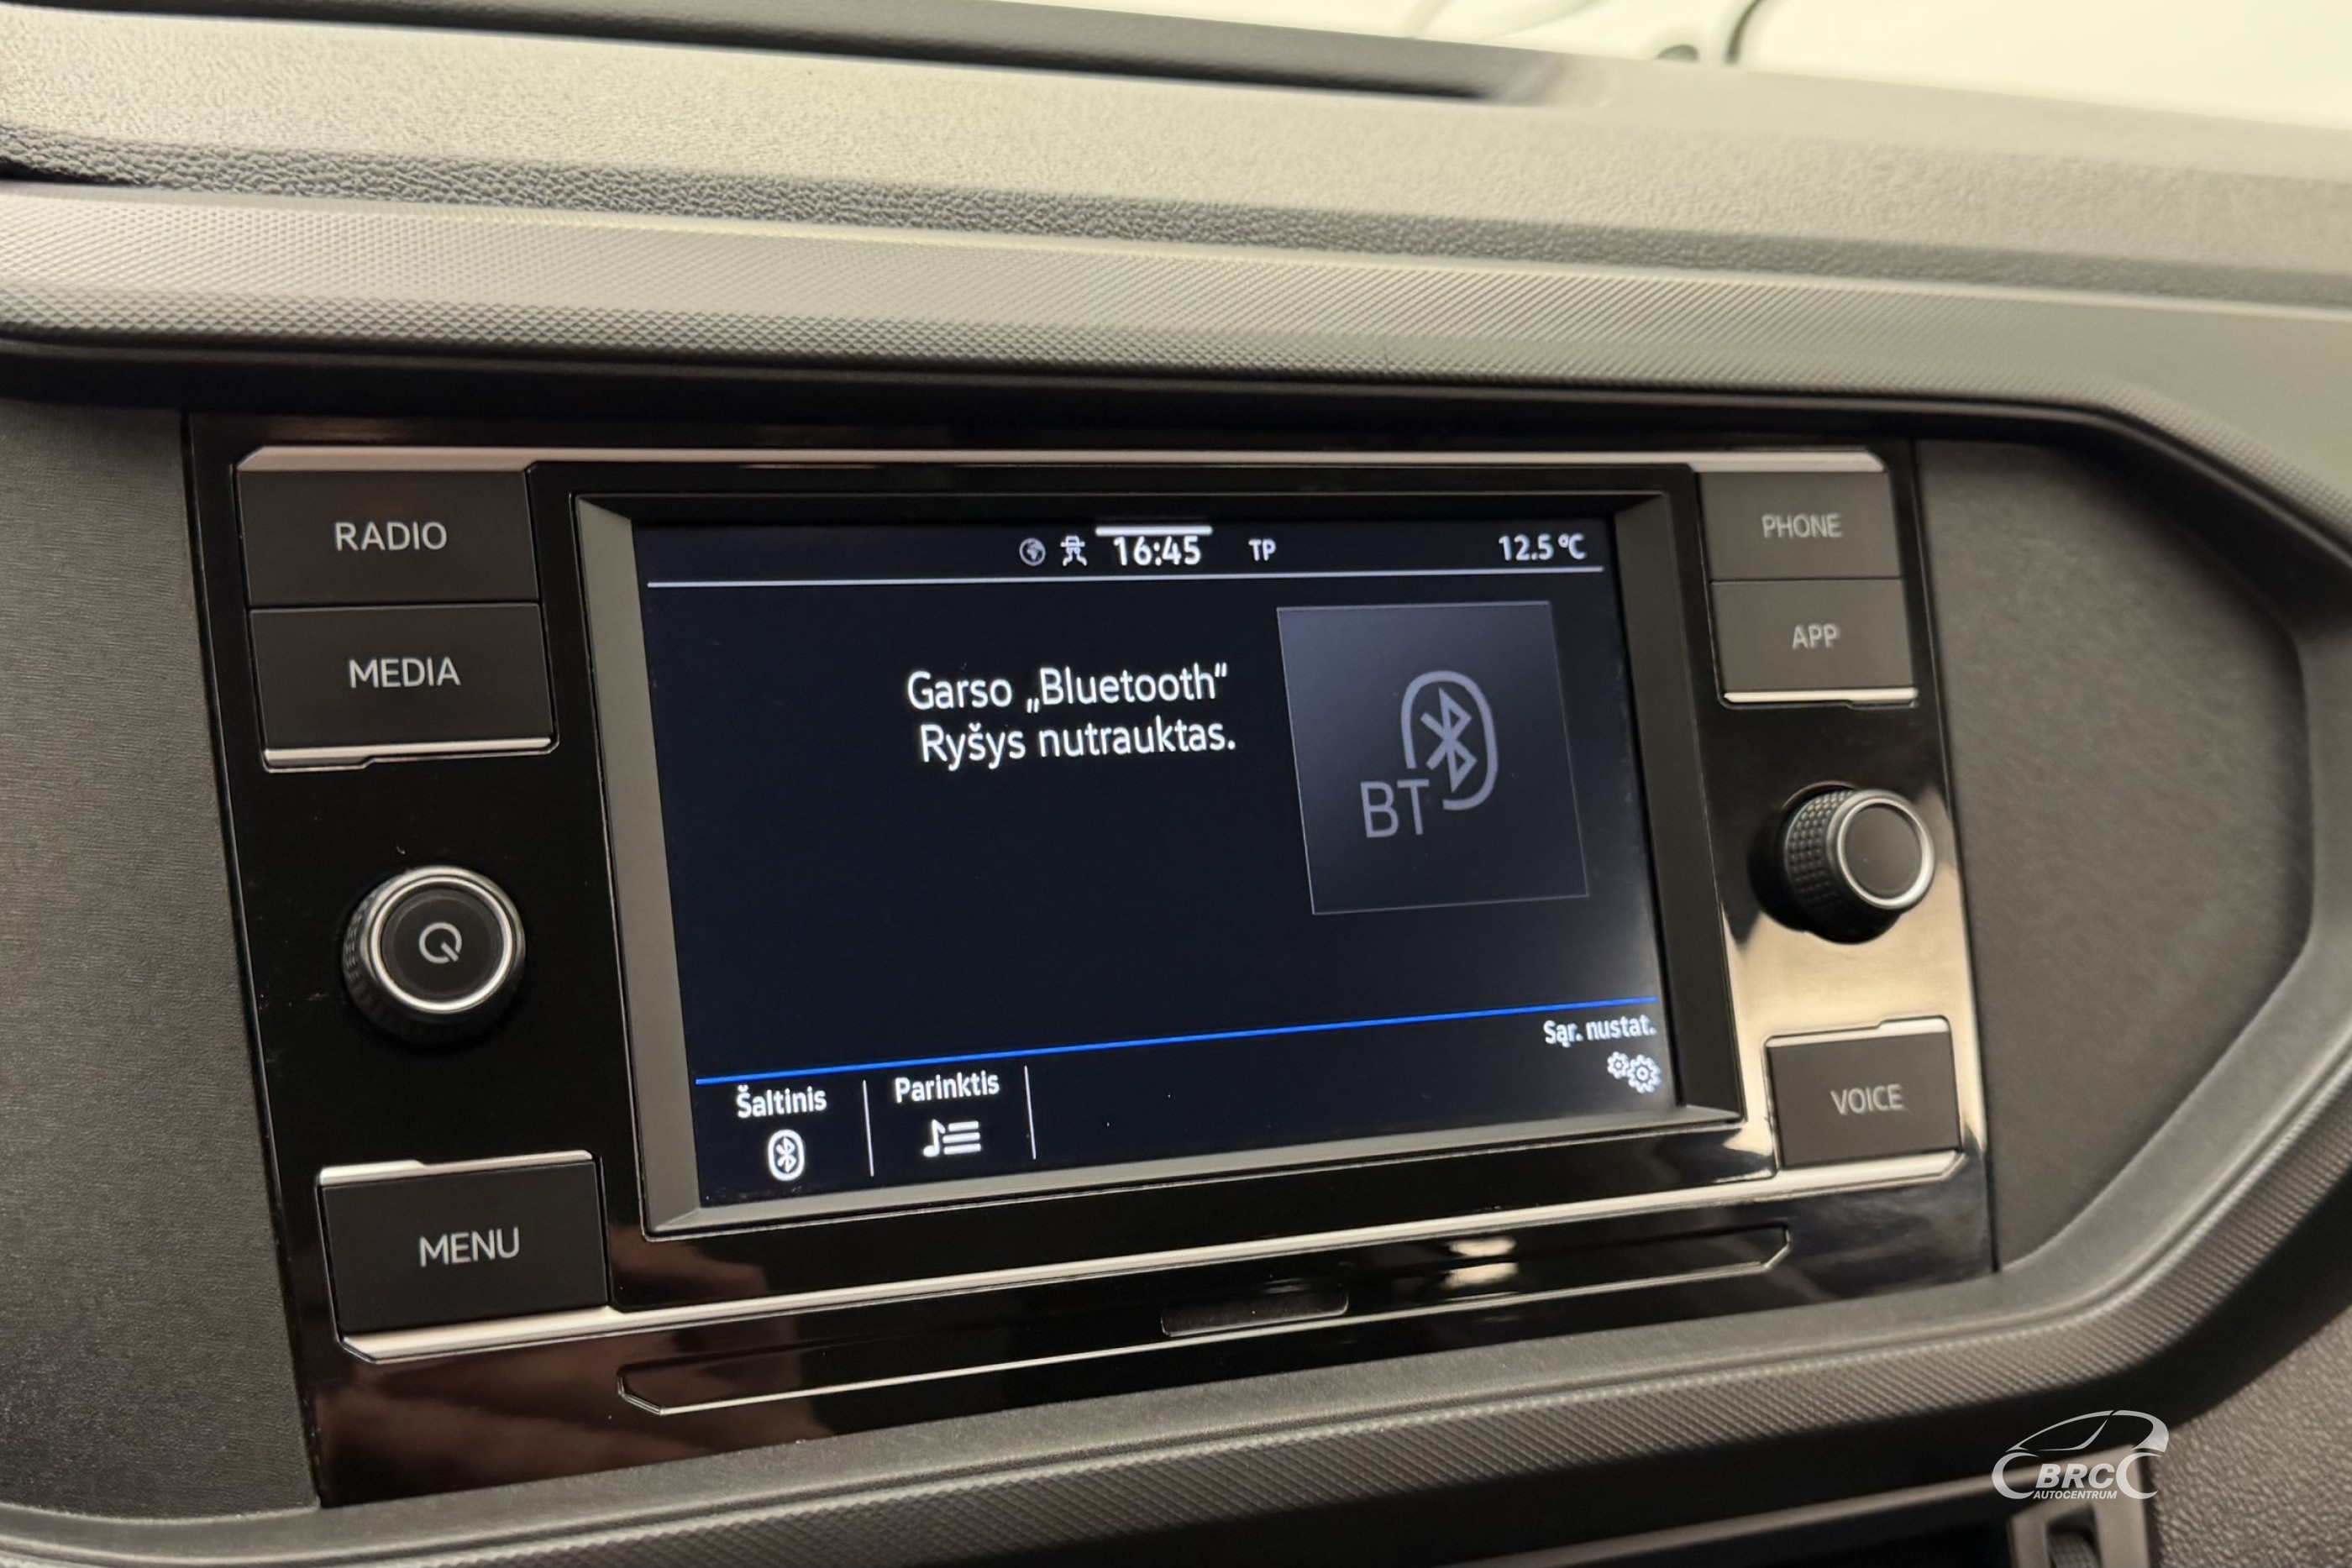 RADIO
MEDIA
MENU
16:45
TP
12.5 °C
Garso „Bluetooth“
Ryšys nutrauktas.
BT
Šaltinis
Parinktis
Sąr. nustat.
PHONE
APP
VOICE
BRC
AUTOCENTRUM